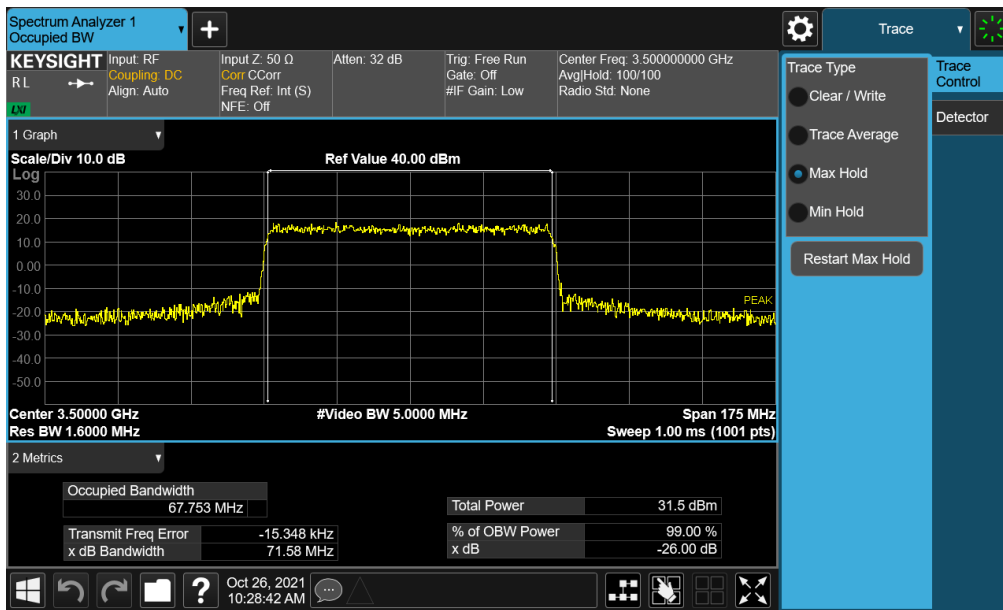 Spectrum Analyzer 1
Occupied BW
+
Trace
KEYSIGHT
R L
LXI
Input: RF
Coupling: DC
Align: Auto
Input Z: 50 Ω
Corr CCorr
Freq Ref: Int (S)
NFE: Off
Atten: 32 dB
Trig: Free Run
Gate: Off
#IF Gain: Low
Center Freq: 3.500000000 GHz
Avg|Hold: 100/100
Radio Std: None
Trace Type
Clear / Write
Trace Average
Max Hold
Min Hold
Restart Max Hold
Trace
Control
Detector
1 Graph
Scale/Div 10.0 dB
Ref Value 40.00 dBm
Log
30.0
20.0
10.0
0.00
-10.0
-20.0
-30.0
-40.0
-50.0
PEAK
Center 3.50000 GHz
#Video BW 5.0000 MHz
Span 175 MHz
Res BW 1.6000 MHz
Sweep 1.00 ms (1001 pts)
2 Metrics
Occupied Bandwidth
67.753 MHz
Transmit Freq Error -15.348 kHz
x dB Bandwidth 71.58 MHz
Total Power 31.5 dBm
% of OBW Power 99.00 %
x dB -26.00 dB
?
Oct 26, 2021
10:28:42 AM